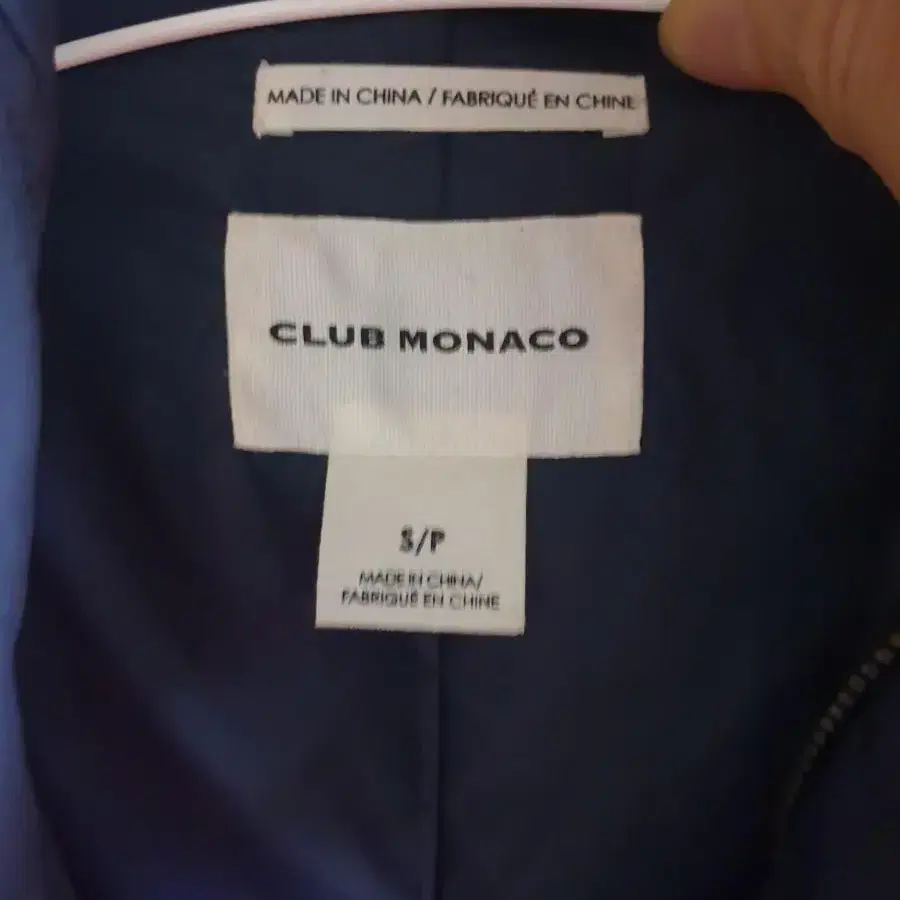 MADE IN CHINA / FABRIQUÉ EN CHINE
CLUB MONACO
S/P
MADE IN CHINA/
FABRIQUÉ EN CHINE